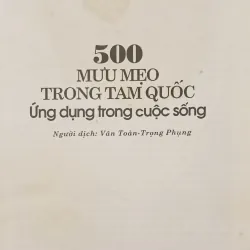 500
MƯU MẸO
TRONG TAM QUỐC
Ứng dụng trong cuộc sống
Người dịch: Văn Toàn-Trọng Phụng